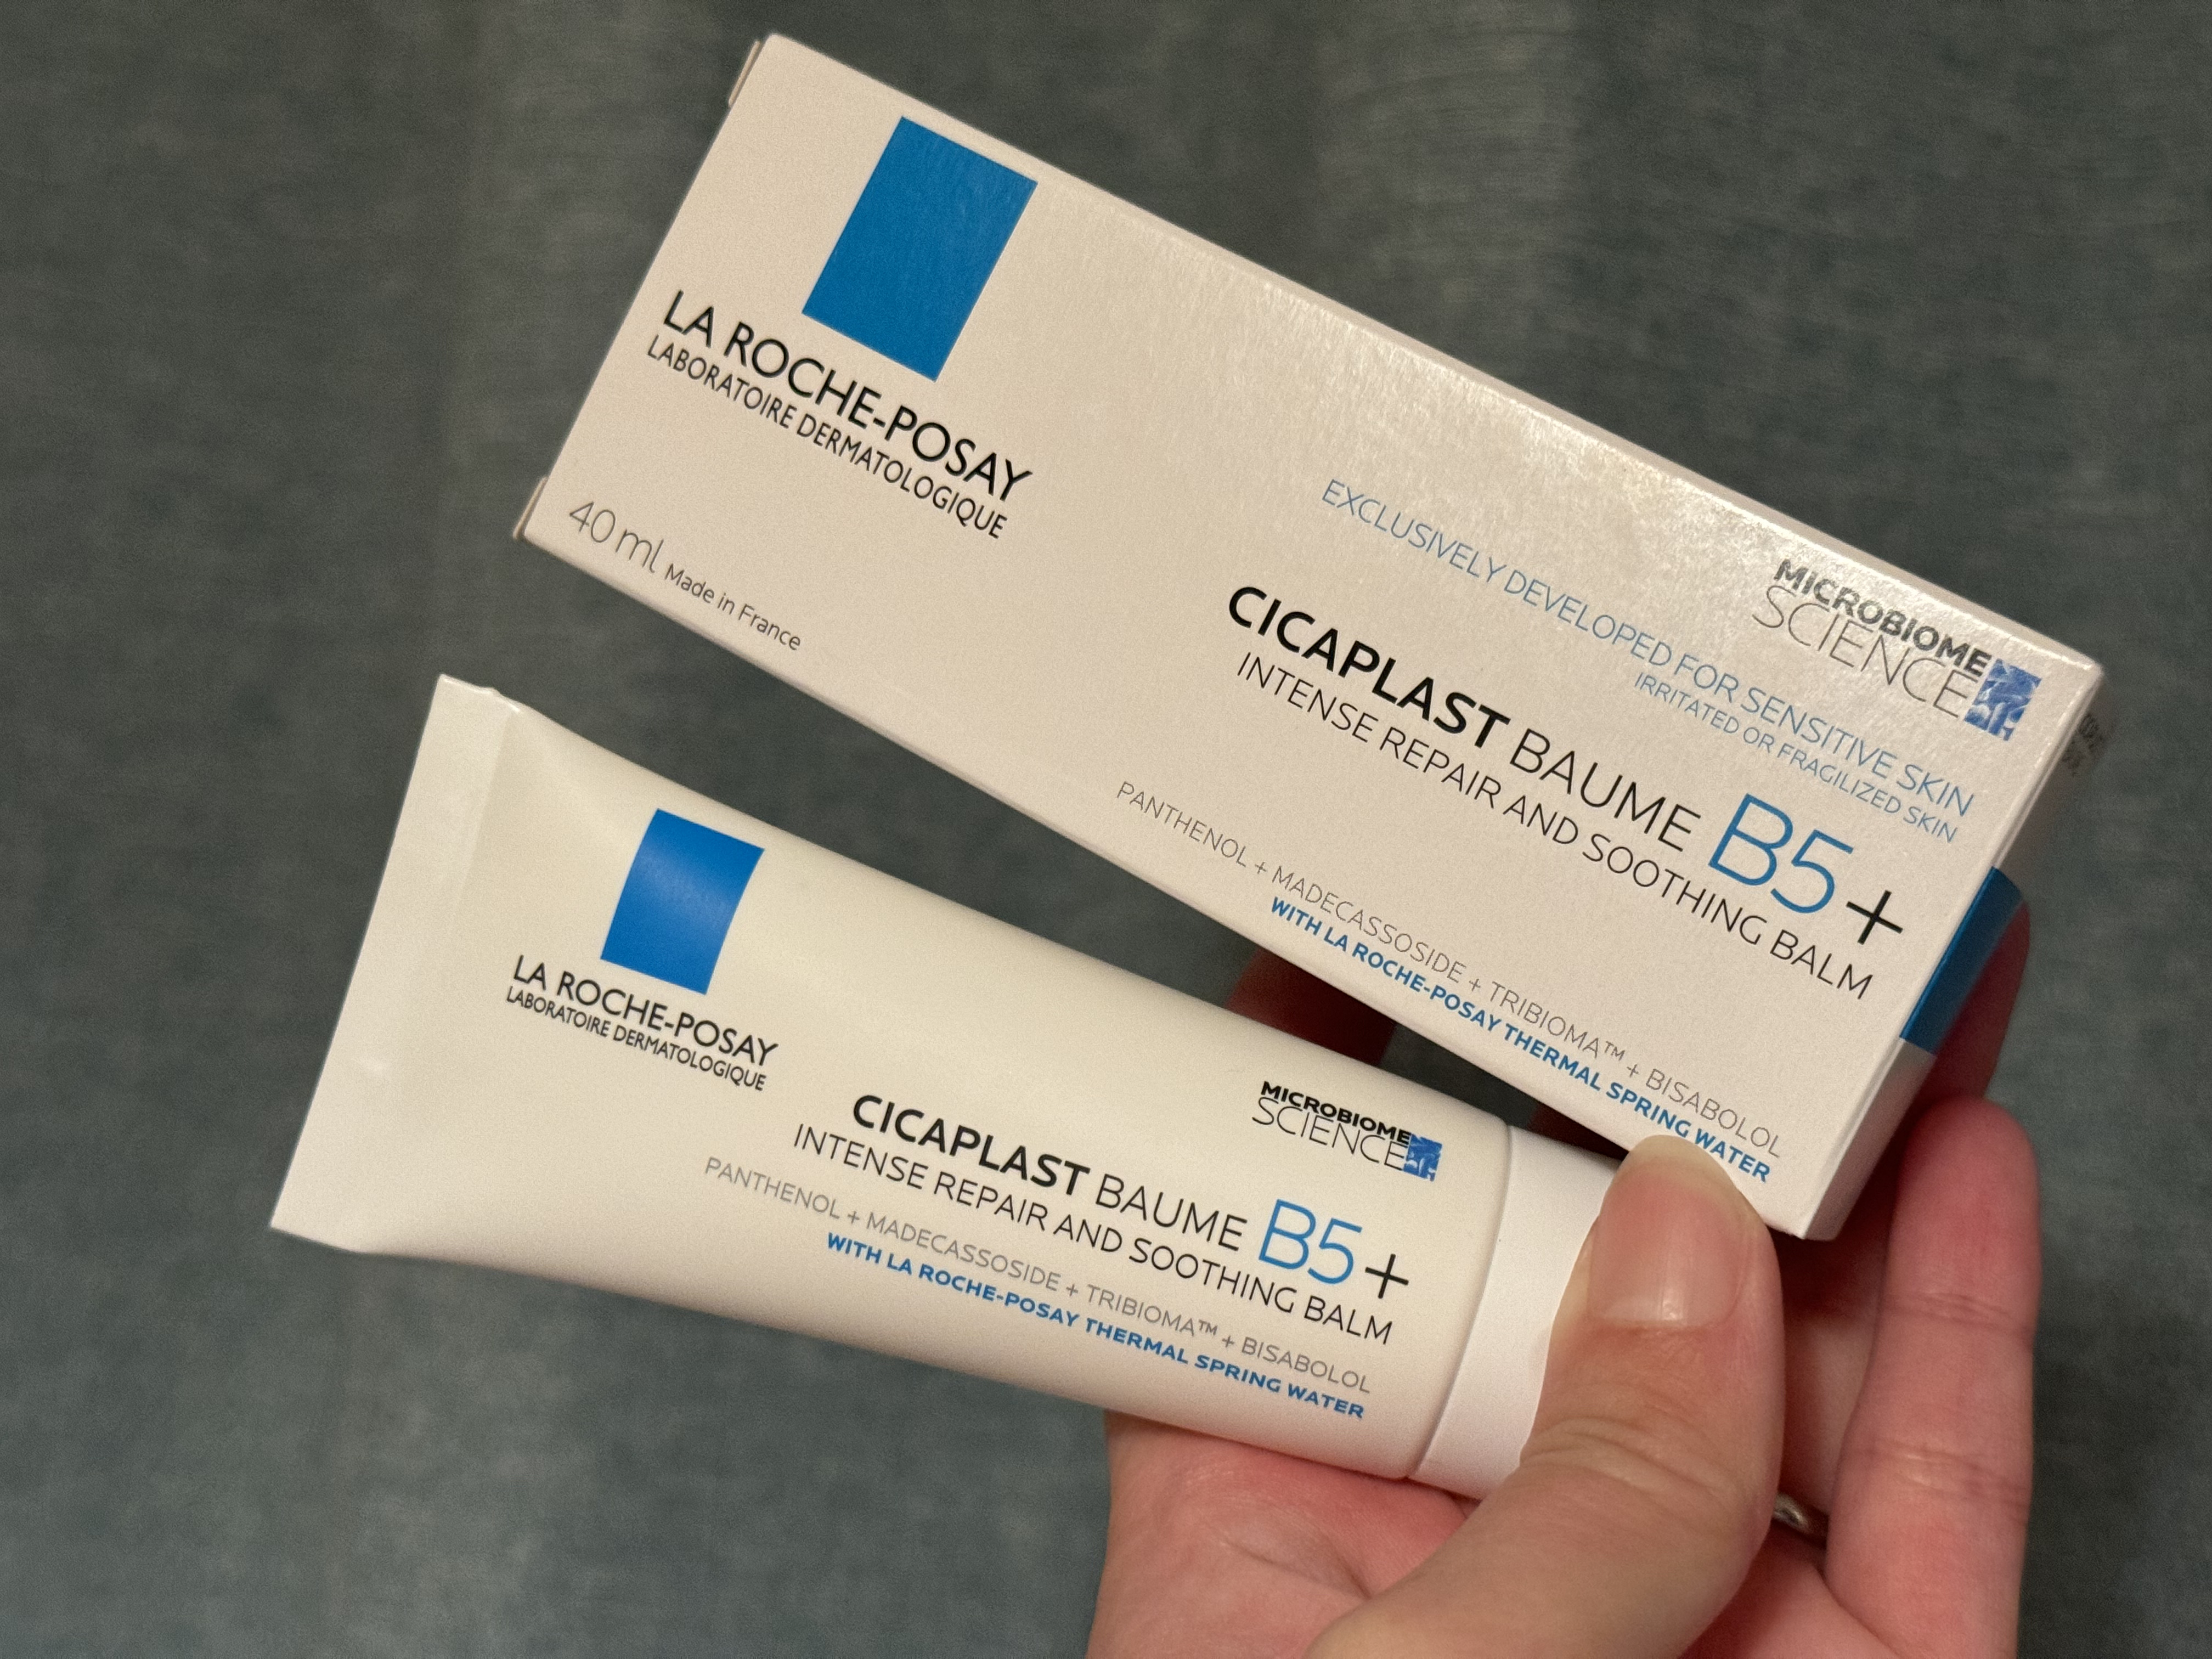 LA ROCHE-POSAY
LABORATOIRE DERMATOLOGIQUE
40 ml Made in France
MICROBIOME
SCIENCE
EXCLUSIVELY DEVELOPED FOR SENSITIVE SKIN
IRRITATED OR FRAGILIZED SKIN
CICAPLAST BAUME B5+
INTENSE REPAIR AND SOOTHING BALM
PANTHENOL + MADECASSOSIDE + TRIBIOMA™ + BISABOLOL
WITH LA ROCHE-POSAY THERMAL SPRING WATER
LA ROCHE-POSAY
LABORATOIRE DERMATOLOGIQUE
MICROBIOME
SCIENCE
CICAPLAST BAUME B5+
INTENSE REPAIR AND SOOTHING BALM
PANTHENOL + MADECASSOSIDE + TRIBIOMA™ + BISABOLOL
WITH LA ROCHE-POSAY THERMAL SPRING WATER